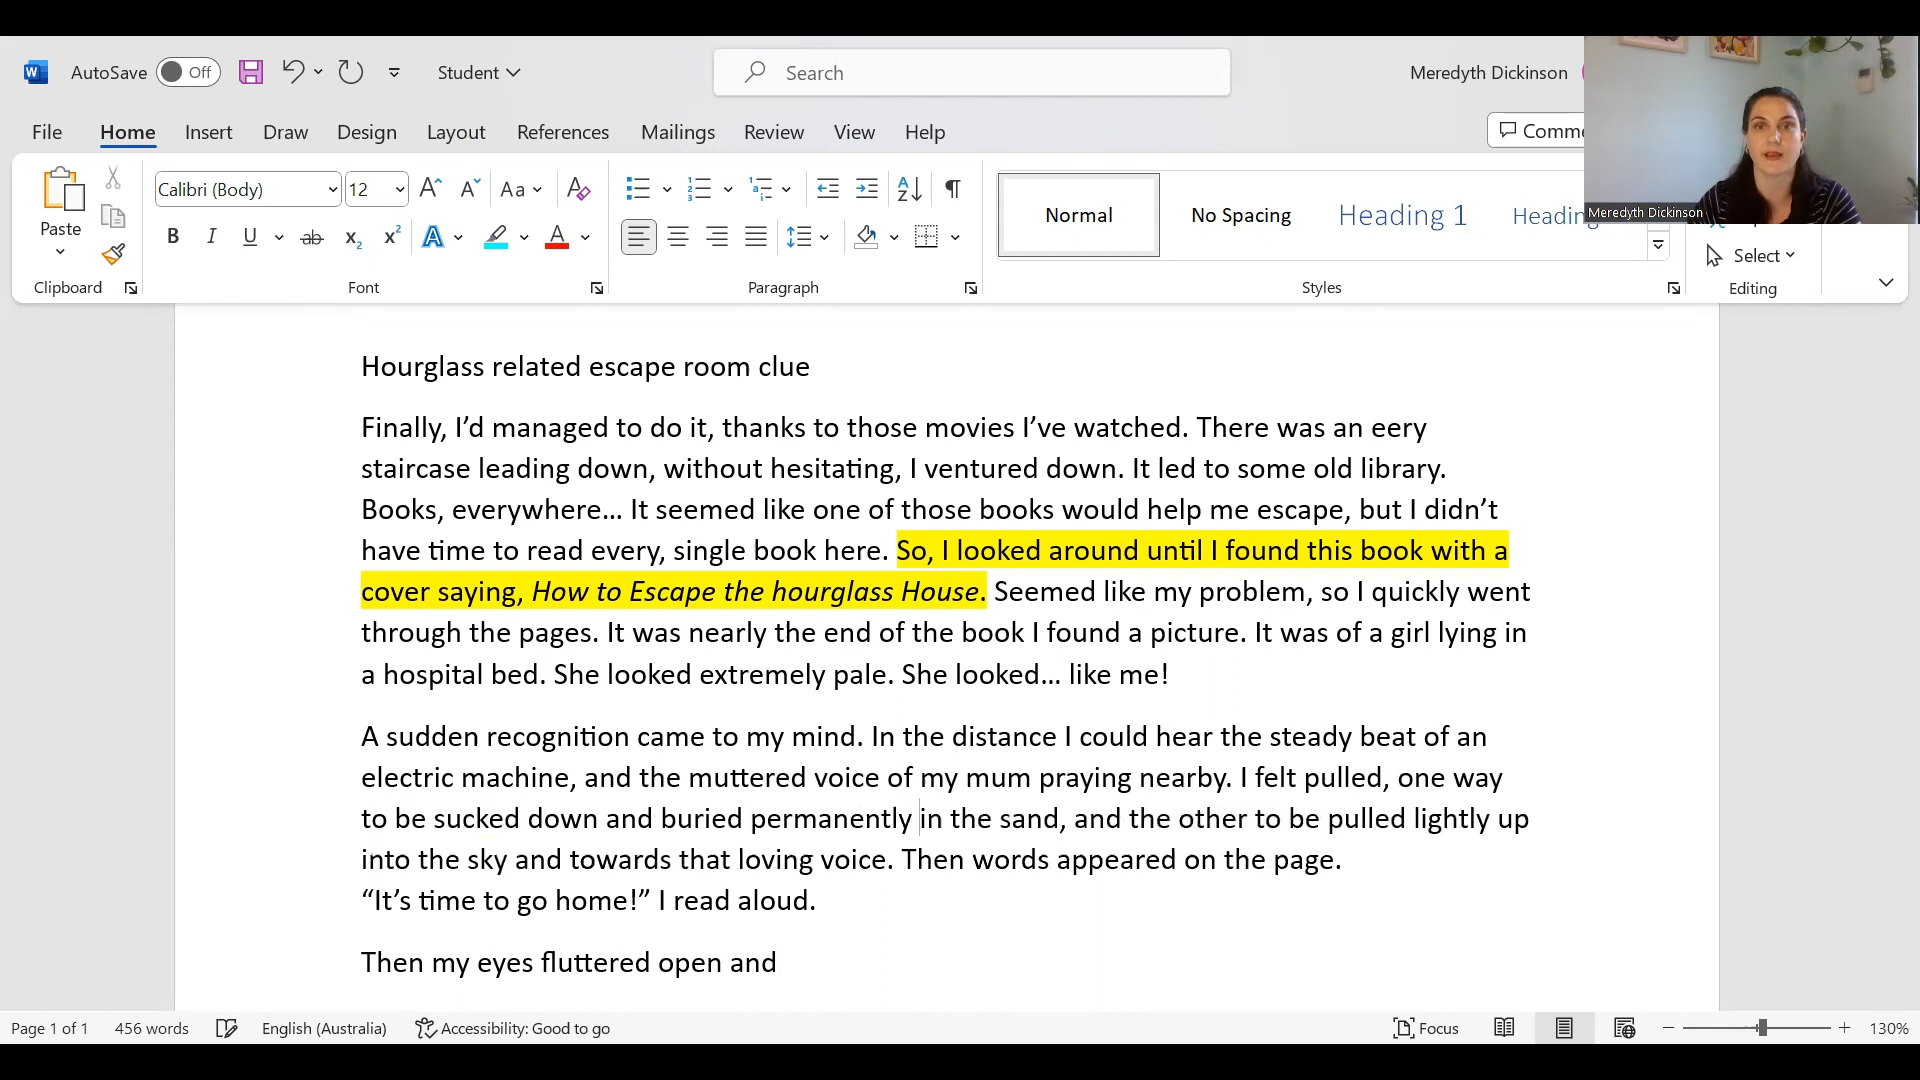 AutoSave Off Student Search Meredyth Dickinson
File Home Insert Draw Design Layout References Mailings Review View Help
Paste
Clipboard
Calibri (Body) 12
Aa
Font
Paragraph
Normal No Spacing Heading 1
Styles
Select
Editing
Meredyth Dickinson
Hourglass related escape room clue
Finally, I’d managed to do it, thanks to those movies I’ve watched. There was an eery
staircase leading down, without hesitating, I ventured down. It led to some old library.
Books, everywhere… It seemed like one of those books would help me escape, but I didn’t
have time to read every, single book here. So, I looked around until I found this book with a
cover saying, How to Escape the hourglass House. Seemed like my problem, so I quickly went
through the pages. It was nearly the end of the book I found a picture. It was of a girl lying in
a hospital bed. She looked extremely pale. She looked… like me!
A sudden recognition came to my mind. In the distance I could hear the steady beat of an
electric machine, and the muttered voice of my mum praying nearby. I felt pulled, one way
to be sucked down and buried permanently in the sand, and the other to be pulled lightly up
into the sky and towards that loving voice. Then words appeared on the page.
“It’s time to go home!” I read aloud.
Then my eyes fluttered open and
Page 1 of 1 456 words English (Australia) Accessibility: Good to go Focus 130%